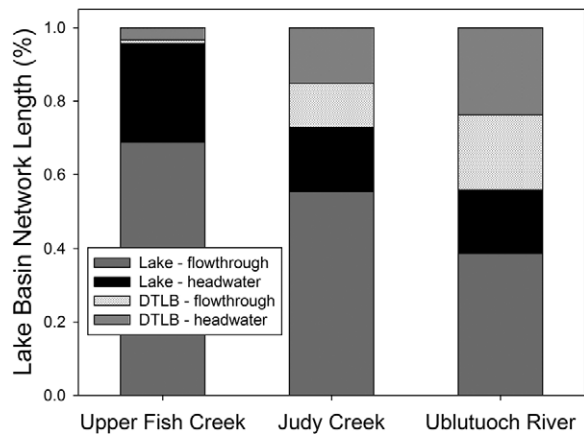 Lake Basin Network Length (%)
1.0
0.8
0.6
0.4
0.2
0.0
Lake - flowthrough
Lake - headwater
DTLB - flowthrough
DTLB - headwater
Upper Fish Creek Judy Creek Ublutuoch River